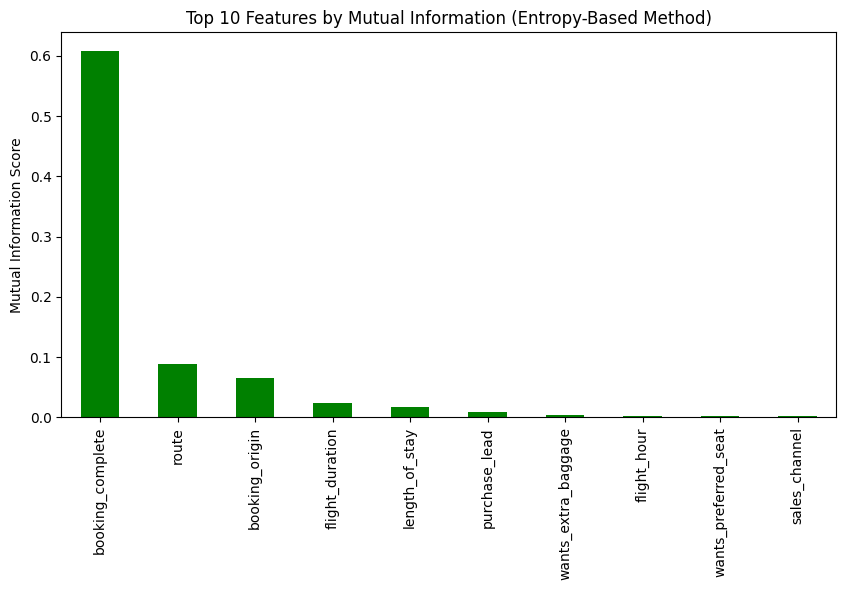 Top 10 Features by Mutual Information (Entropy-Based Method)
Mutual Information Score
0.6
0.5
0.4
0.3
0.2
0.1
0.0
booking_complete
route
booking_origin
flight_duration
length_of_stay
purchase_lead
wants_extra_baggage
flight_hour
wants_preferred_seat
sales_channel